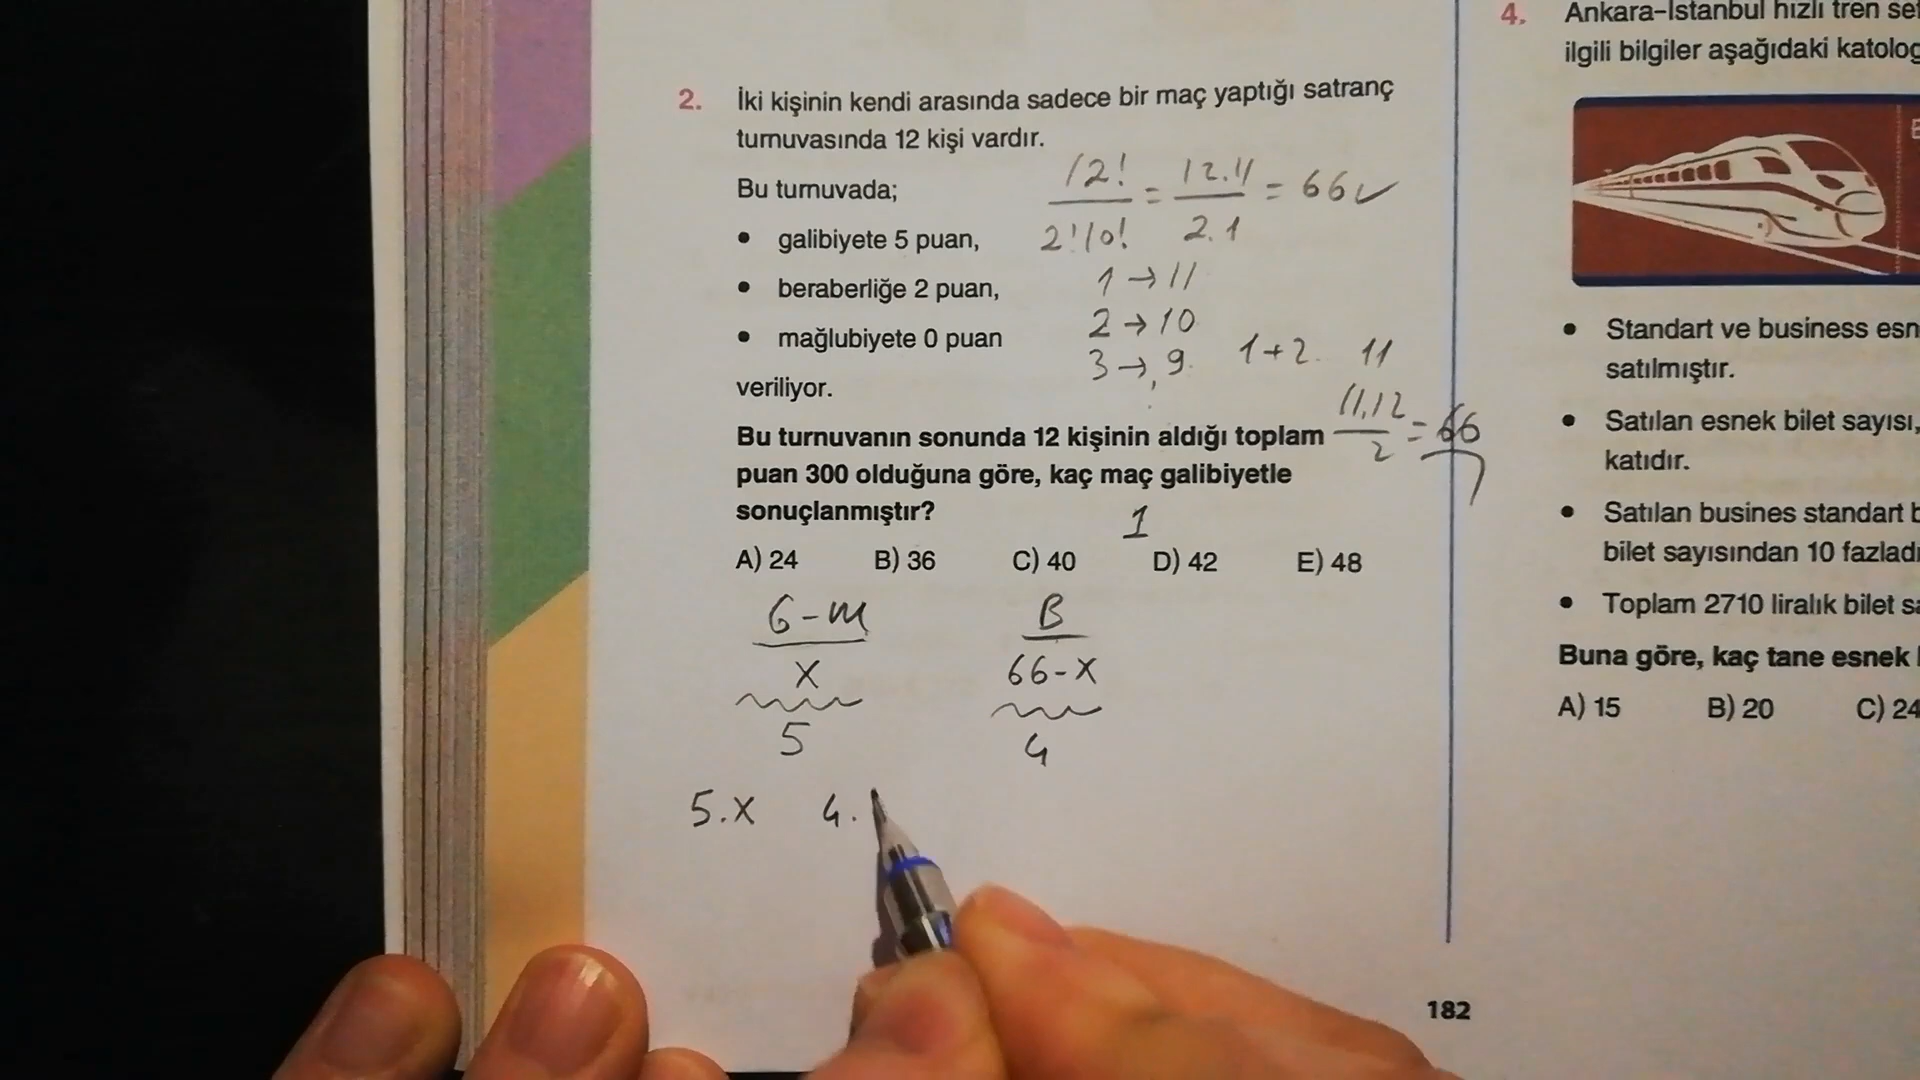 2. İki kişinin kendi arasında sadece bir maç yaptığı satranç
turnuvasında 12 kişi vardır.
Bu turnuvada;
• galibiyete 5 puan,
• beraberliğe 2 puan,
• mağlubiyete 0 puan
veriliyor.
Bu turnuvanın sonunda 12 kişinin aldığı toplam
puan 300 olduğuna göre, kaç maç galibiyetle
sonuçlanmıştır?
A) 24 B) 36 C) 40 D) 42 E) 48
12! / 2!10! = 12.11 / 2.1 = 66 ✓
1 → 11
2 → 10
3 → 9
1+2. 11
11.12 / 2 = 66
1
G-M B
x 66-x
5 4
5.x 4.
182
4. Ankara–İstanbul hızlı tren
ilgili bilgiler aşağıdaki
• Standart ve business
satılmıştır.
• Satılan esnek bilet sayısı,
katıdır.
• Satılan busines standart
bilet sayısından 10
• Toplam 2710 liralık bilet
Buna göre, kaç tane esnek
A) 15 B) 20 C) 24